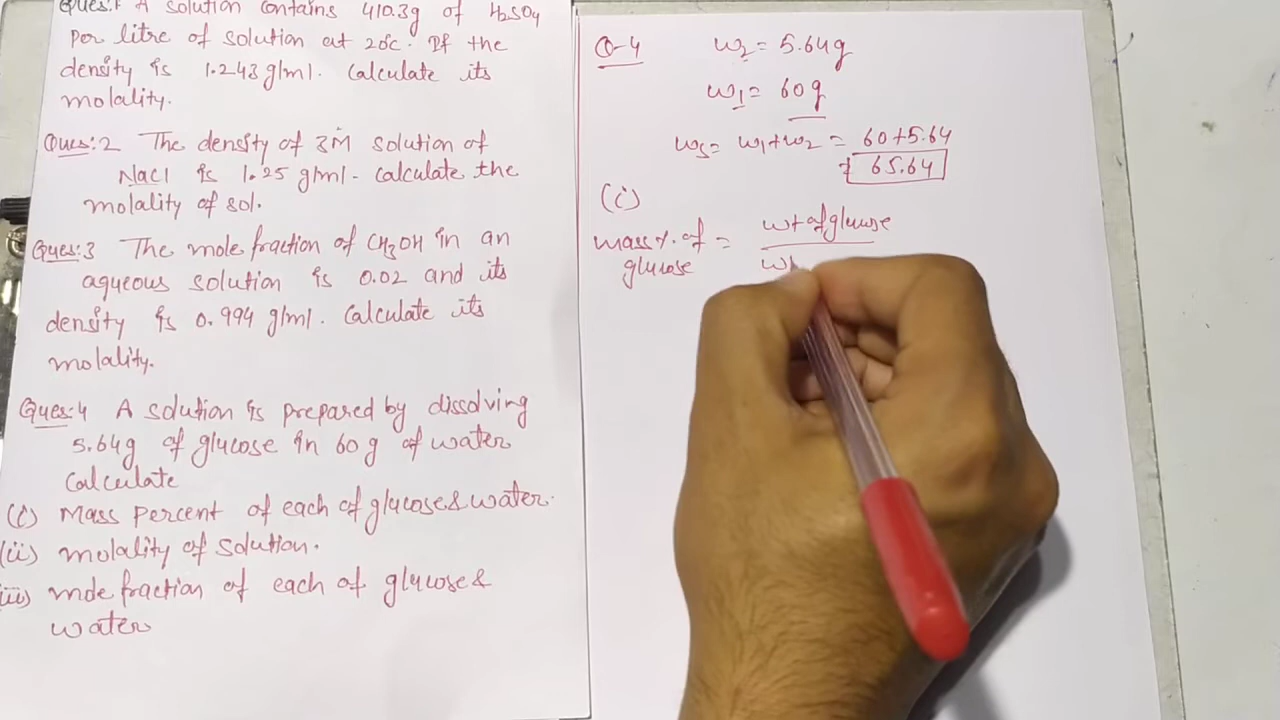 Ques:1 A solution contains 410.3g of H₂SO₄
per litre of solution at 20°c. If the
density is 1.243 g/ml. Calculate its
molality.
Ques:2 The density of 3M solution of
NaCl is 1.25 g/ml. Calculate the
molality of sol.
Ques:3 The mole fraction of CH₃OH in an
aqueous solution is 0.02 and its
density is 0.994 g/ml. Calculate its
molality.
Ques:4 A solution is prepared by dissolving
5.64g of glucose in 60 g of water
Calculate
(i) Mass percent of each of glucose & water.
(ii) molality of solution.
(iii) mole fraction of each of glucose &
water
Q-4 w₂ = 5.64g
w₁ = 60g
wₛ = w₁+w₂ = 60+5.64
= 65.64
(i)
mass %. of glucose = wt of glucose
wt